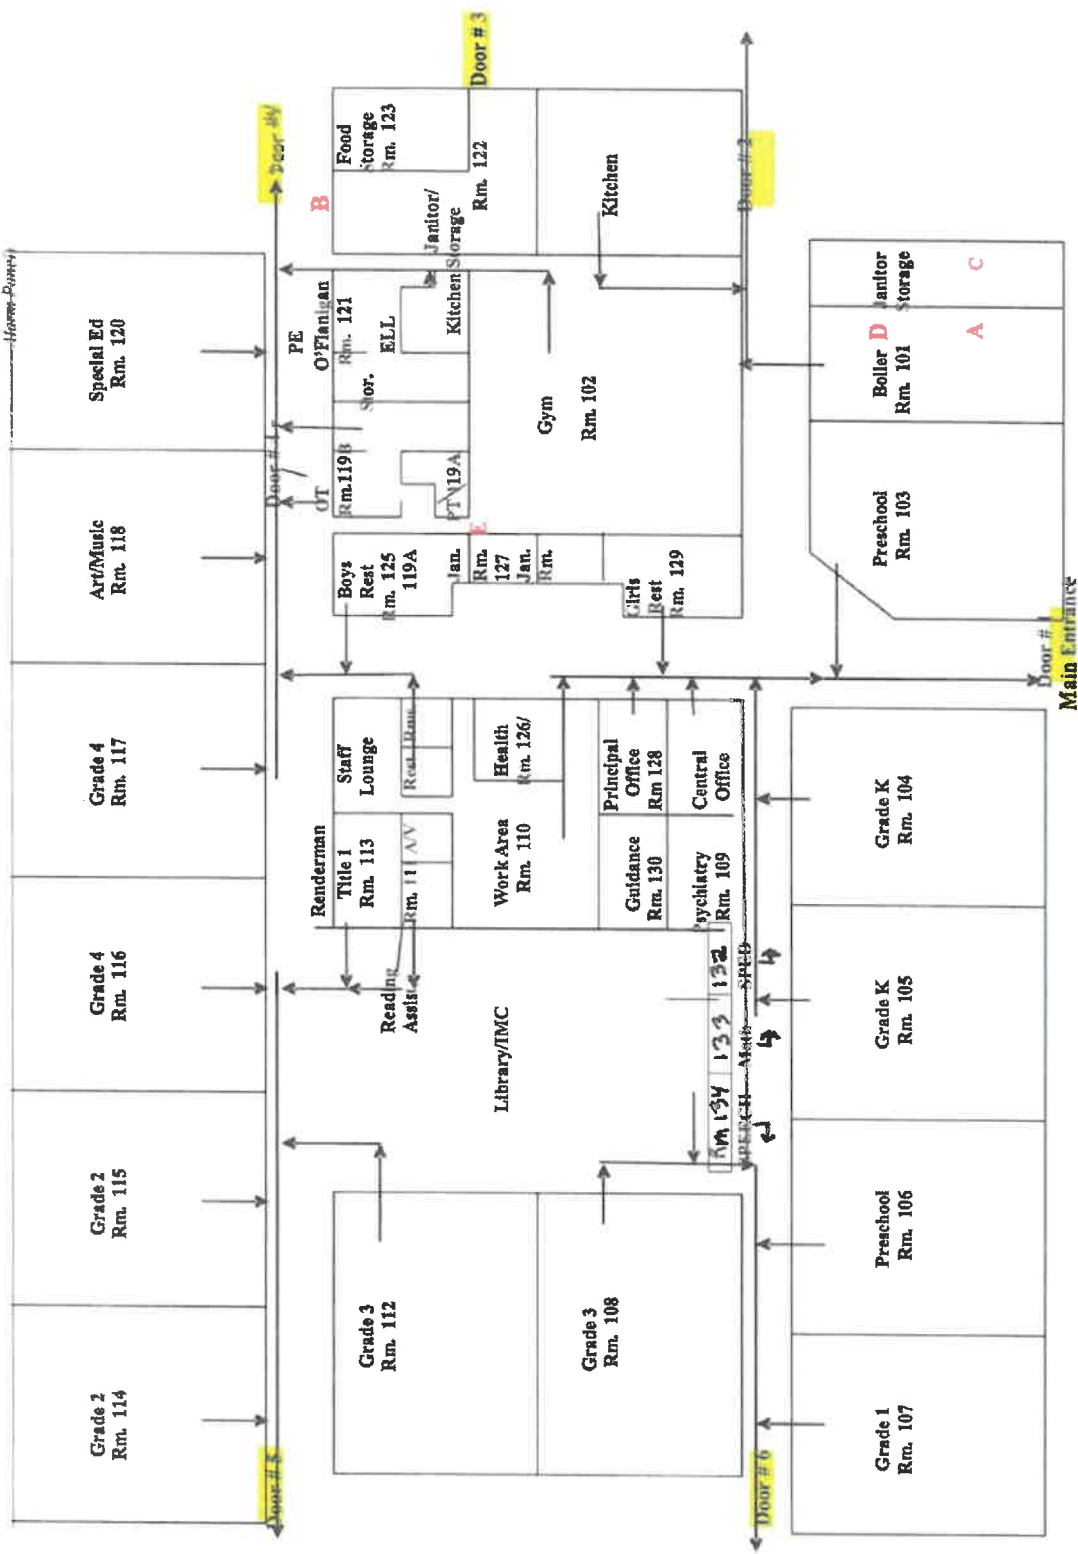 Special Ed
Rm. 120
Art/Music
Rm. 118
Grade 4
Rm. 117
Grade 4
Rm. 116
Grade 2
Rm. 115
Grade 2
Rm. 114
Door #4
Door # 5
B
Food
Storage
Rm. 123
Door # 3
Janitor/
Storage
Rm. 122
Kitchen
Door # 2
PE
O'Flanigan
Rm. 121
ELL
Kitchen
Stor.
OT
Rm.119B
PT 119A
Gym
Rm. 102
E
Boys
Rest
Rm. 125
119A
Jan.
Rm.
127
Jan.
Rm.
Girls
Rest
Rm. 129
Staff
Lounge
Rest Rms
Health
Rm. 126/
Principal
Office
Rm 128
Central
Office
Renderman
Title 1
Rm. 113
Rm. 111 A/V
Work Area
Rm. 110
Guidance
Rm. 130
Psychiatry
Rm. 109
Reading
Assist
Library/IMC
Rm 134 133 132
SPEECH Math SPED
Grade 3
Rm. 112
Grade 3
Rm. 108
Door # 6
Janitor
Storage
C
Boiler
Rm. 101
D
A
Preschool
Rm. 103
Door # 1
Main Entrance
Grade K
Rm. 104
Grade K
Rm. 105
Preschool
Rm. 106
Grade 1
Rm. 107